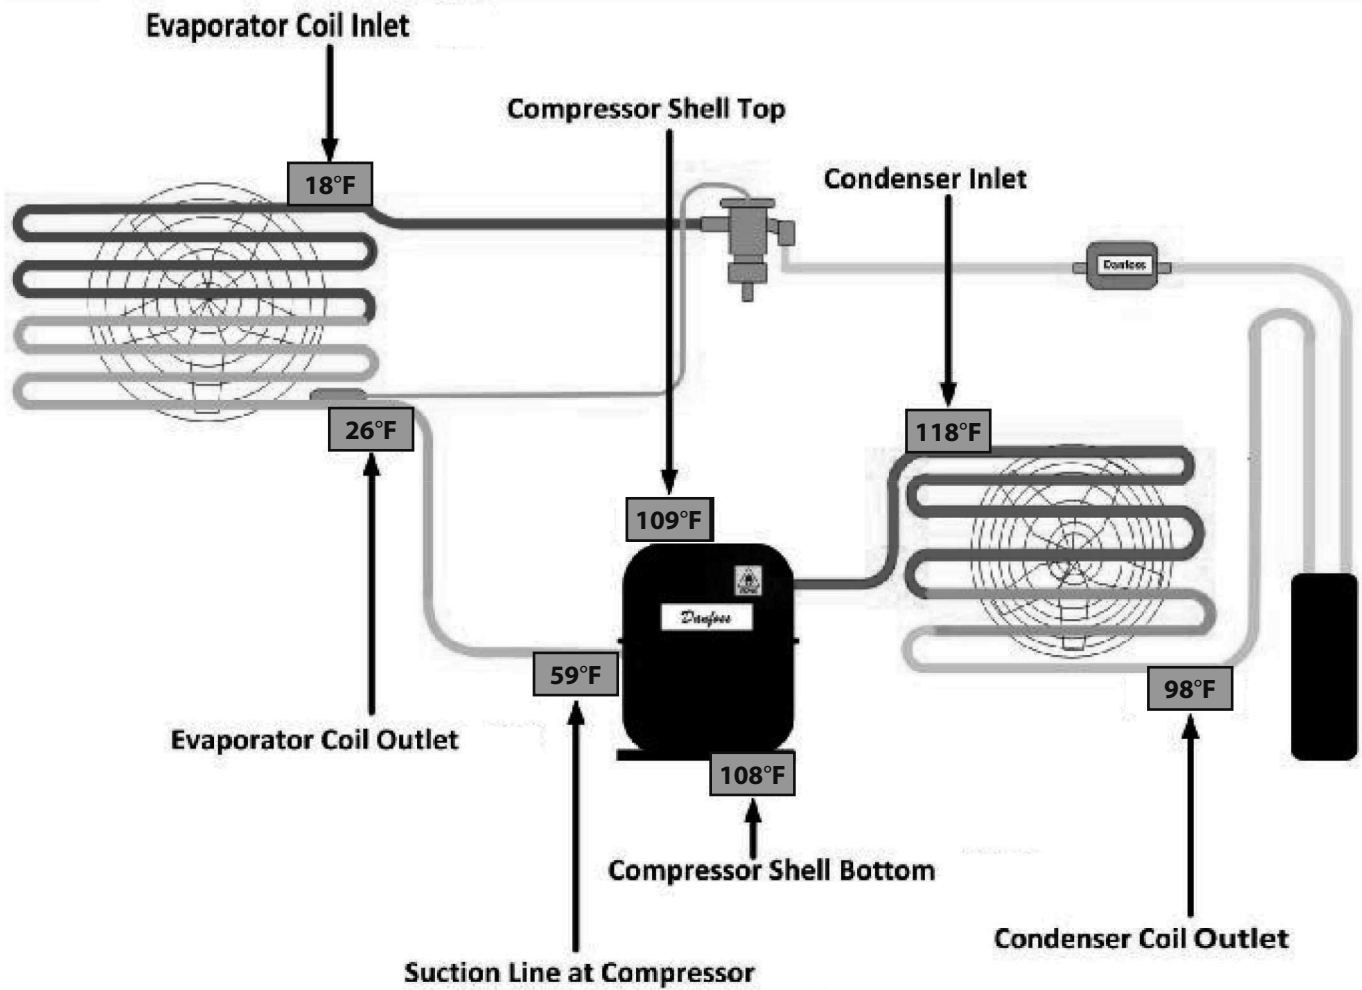 Evaporator Coil Inlet
Compressor Shell Top
Condenser Inlet
18°F
Danfoss
26°F
118°F
109°F
Danfoss
59°F
98°F
Evaporator Coil Outlet
108°F
Compressor Shell Bottom
Condenser Coil Outlet
Suction Line at Compressor